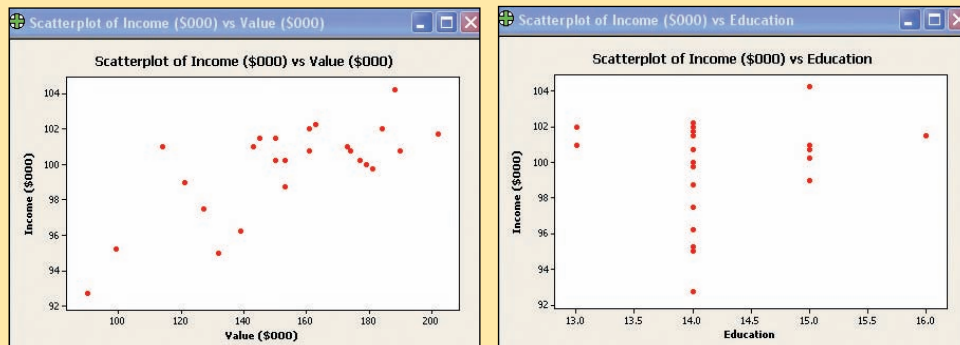 Scatterplot of Income ($000) vs Value ($000)
Scatterplot of Income ($000) vs Value ($000)
104
102
100
98
96
94
92
Income ($000)
100 120 140 160 180 200
Value ($000)
Scatterplot of Income ($000) vs Education
Scatterplot of Income ($000) vs Education
104
102
100
98
96
94
92
Income ($000)
13.0 13.5 14.0 14.5 15.0 15.5 16.0
Education